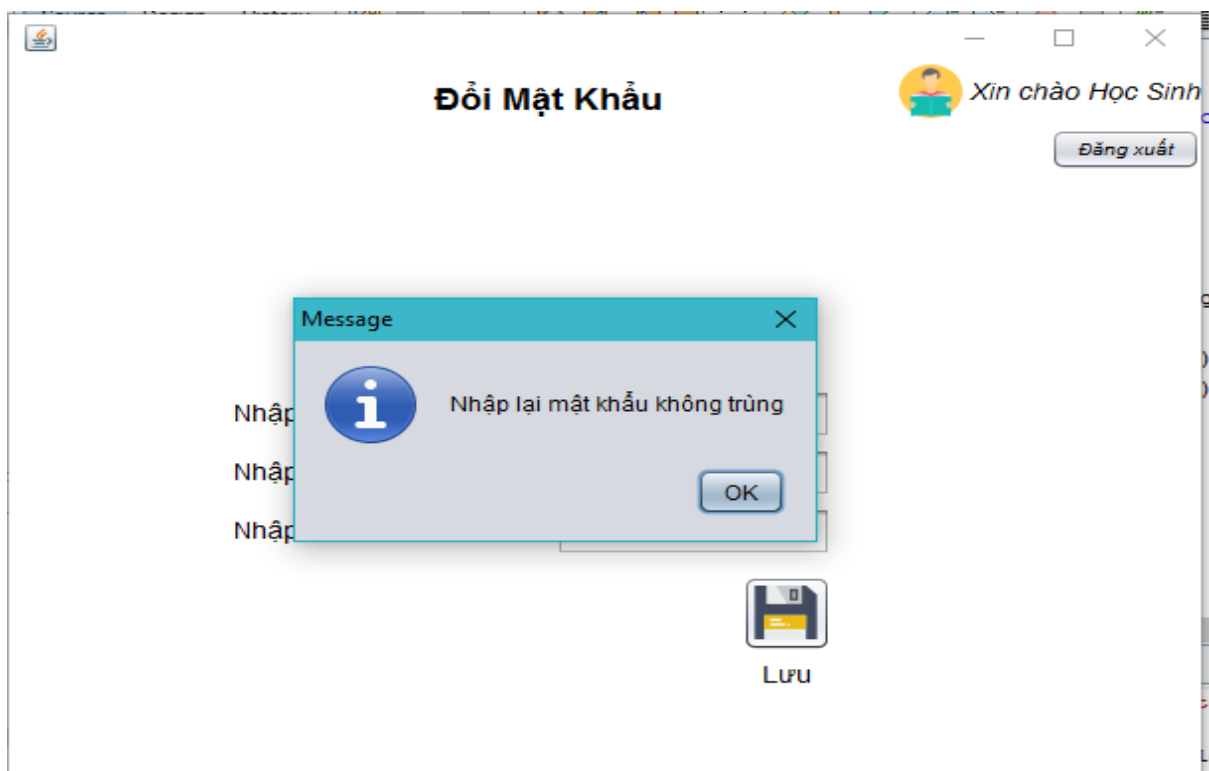 Đổi Mật Khẩu
Xin chào Học Sinh
Đăng xuất
Message
Nhập lại mật khẩu không trùng
Nhập
Nhập
OK
Nhập
Lưu